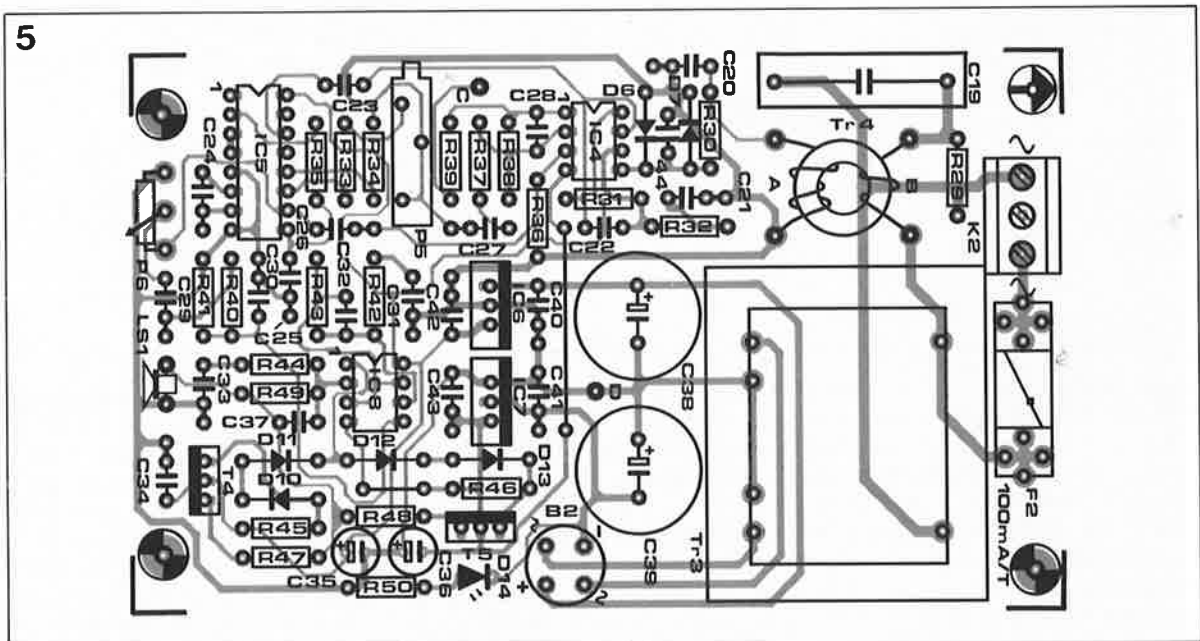 5
C20
C19
D6
1
C23
C
C28
1
IC5
C24
R35
R33
R34
R39
R37
R38
IC4
R30
Tr4
R29
A
B
~
R31
C21
C26
P5
C27
R36
C22
R32
K2
P6
C29
R41
R40
C30
R43
C32
R42
C31
C42
IC6
C40
+
~
C25
LS1
R44
1
C33
R49
IC8
C43
IC7
C41
D
C38
C37
D11
D12
C34
T4
D10
D13
+
R46
F2
100mA/T
R45
R48
B2
R47
T5
C35
+
+
C36
D14
C39
Tr3
~
-
+
~
R50